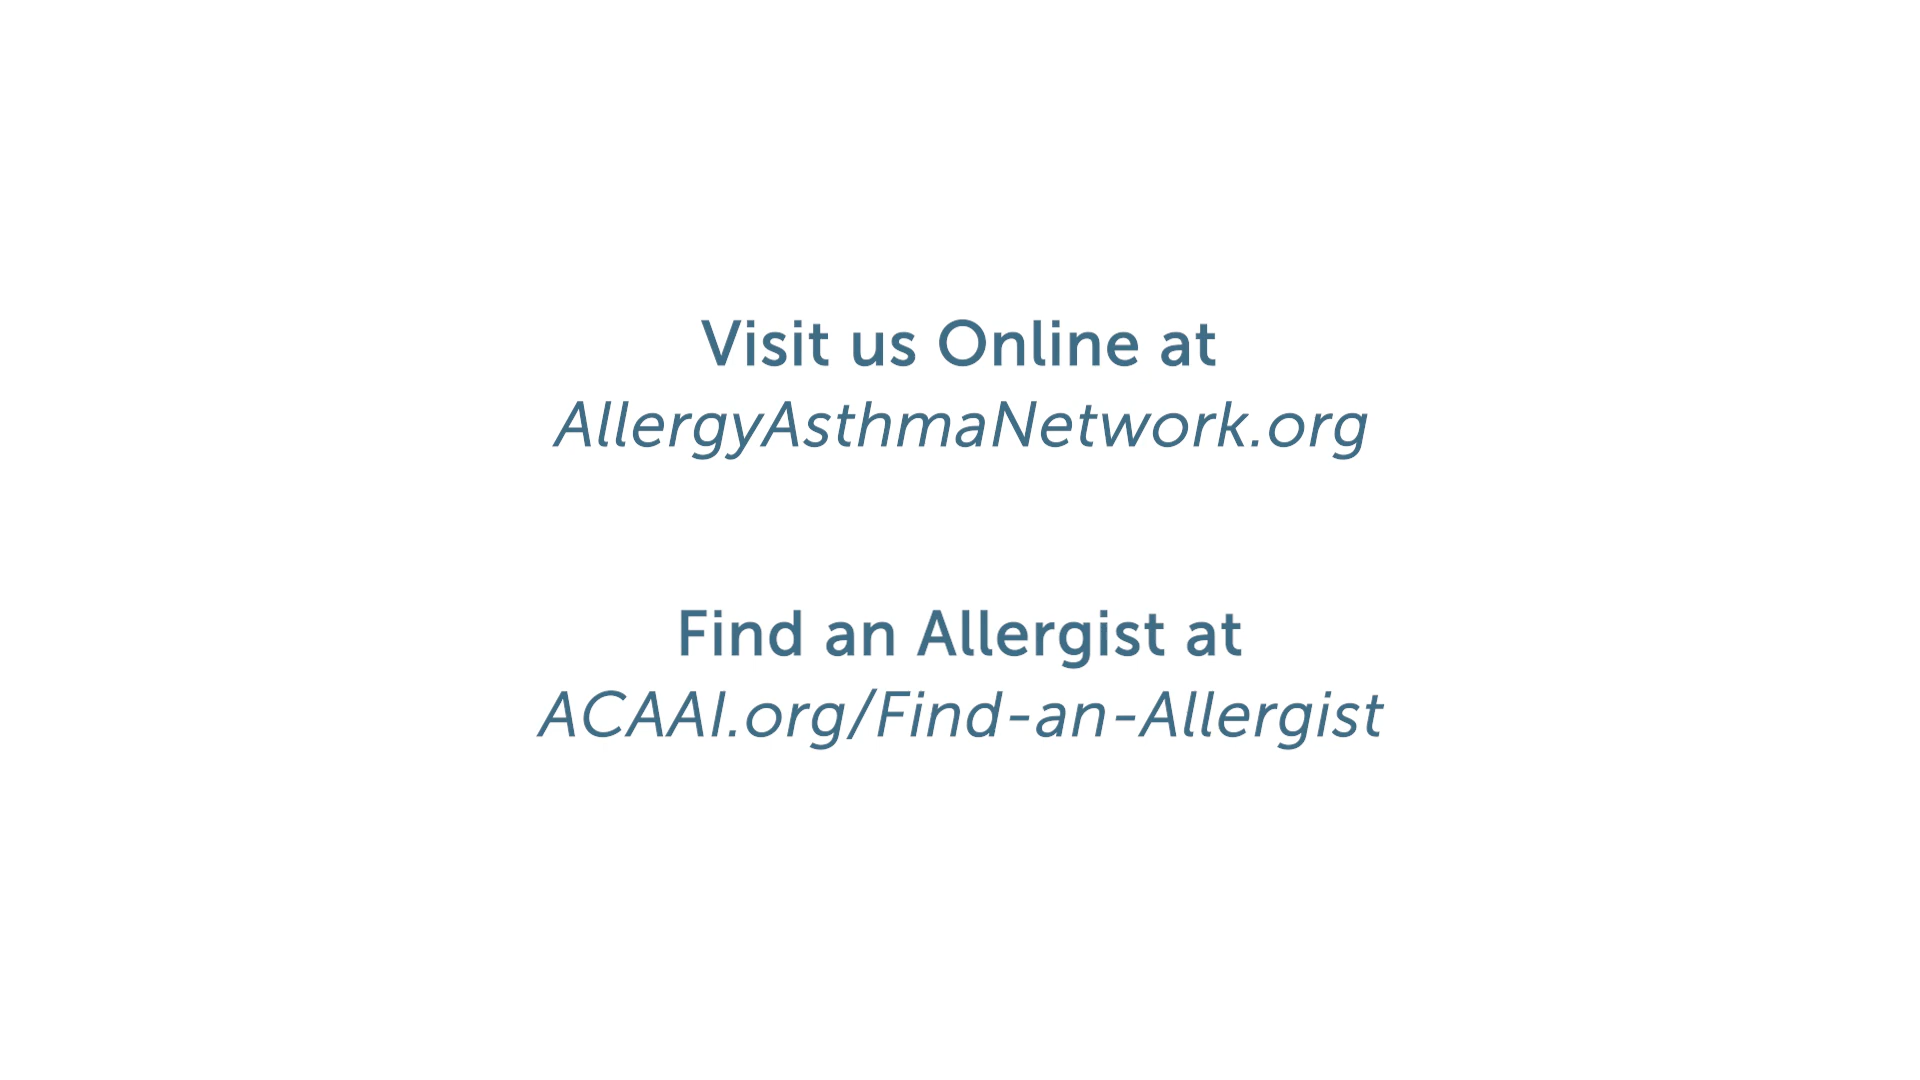 Visit us Online at
AllergyAsthmaNetwork.org
Find an Allergist at
ACAAI.org/Find-an-Allergist